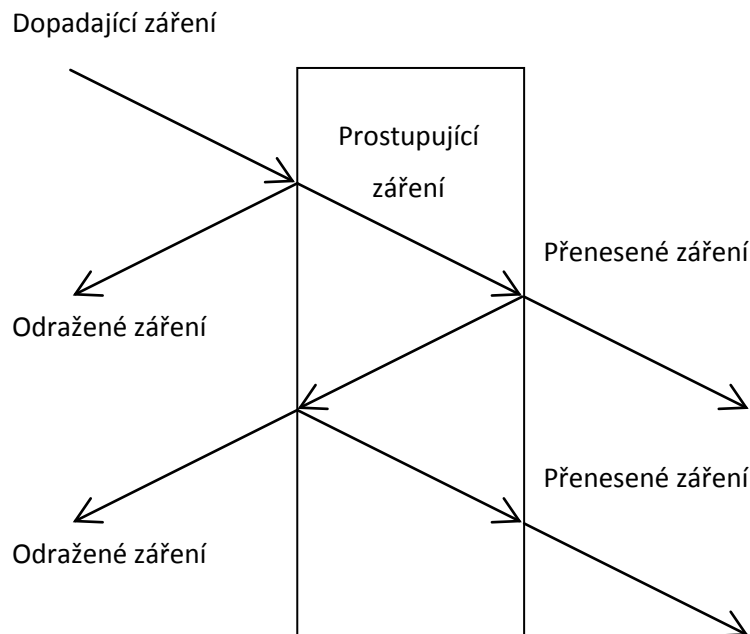 Dopadající záření
Prostupující
záření
Přenesené záření
Odražené záření
Přenesené záření
Odražené záření